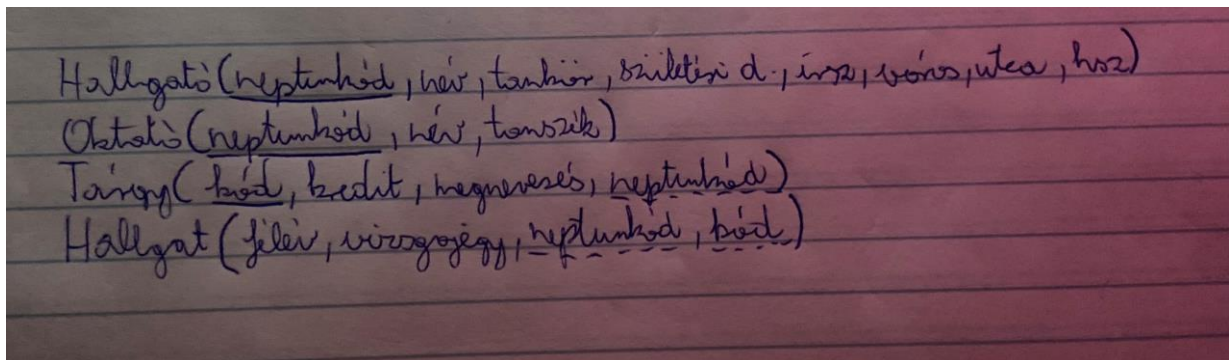 Hallgató (neptunkód, név, tankör, születési d., irsz, város, utca, hsz)
Oktató (neptunkód, név, tanszék)
Tárgy (kód, kredit, megnevezés, neptunkód)
Hallgat (félév, vizsgajegy, neptunkód, kód)